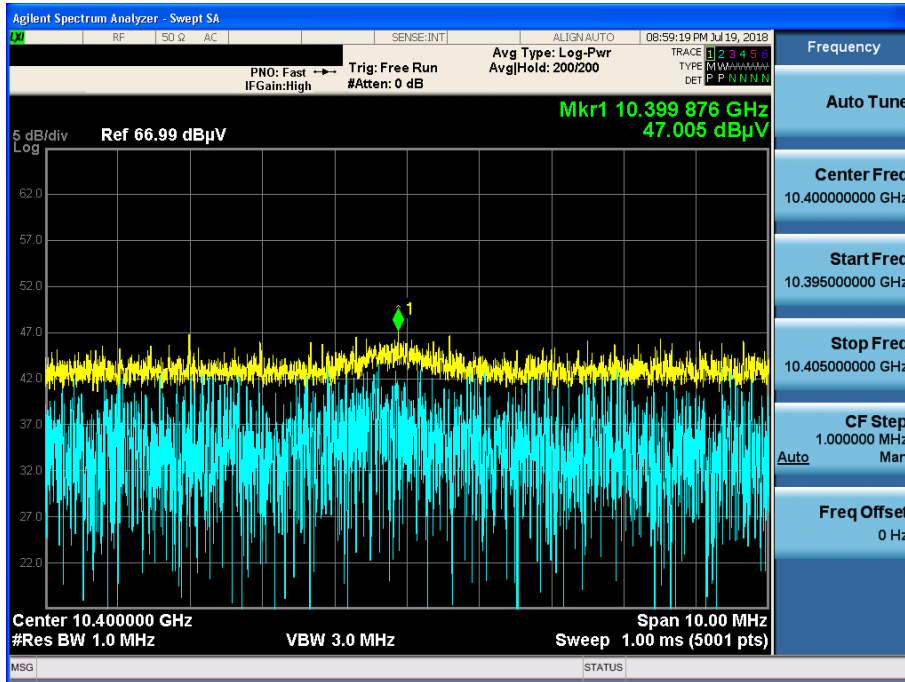 Agilent Spectrum Analyzer - Swept SA
LXI RF 50 Ω AC SENSE:INT ALIGN AUTO 08:59:19 PM Jul 19, 2018
PNO: Fast Trig: Free Run Avg Type: Log-Pwr TRACE 1 2 3 4 5 6
IFGain:High #Atten: 0 dB Avg|Hold: 200/200 TYPE M W
DET P P N N N N
Mkr1 10.399 876 GHz
47.005 dBµV
5 dB/div Ref 66.99 dBµV
Log
62.0
57.0
52.0
1
47.0
42.0
37.0
32.0
27.0
22.0
Center 10.400000 GHz Span 10.00 MHz
#Res BW 1.0 MHz VBW 3.0 MHz Sweep 1.00 ms (5001 pts)
MSG STATUS
Frequency
Auto Tune
Center Freq
10.400000000 GHz
Start Freq
10.395000000 GHz
Stop Freq
10.405000000 GHz
CF Step
1.000000 MHz
Auto Man
Freq Offset
0 Hz